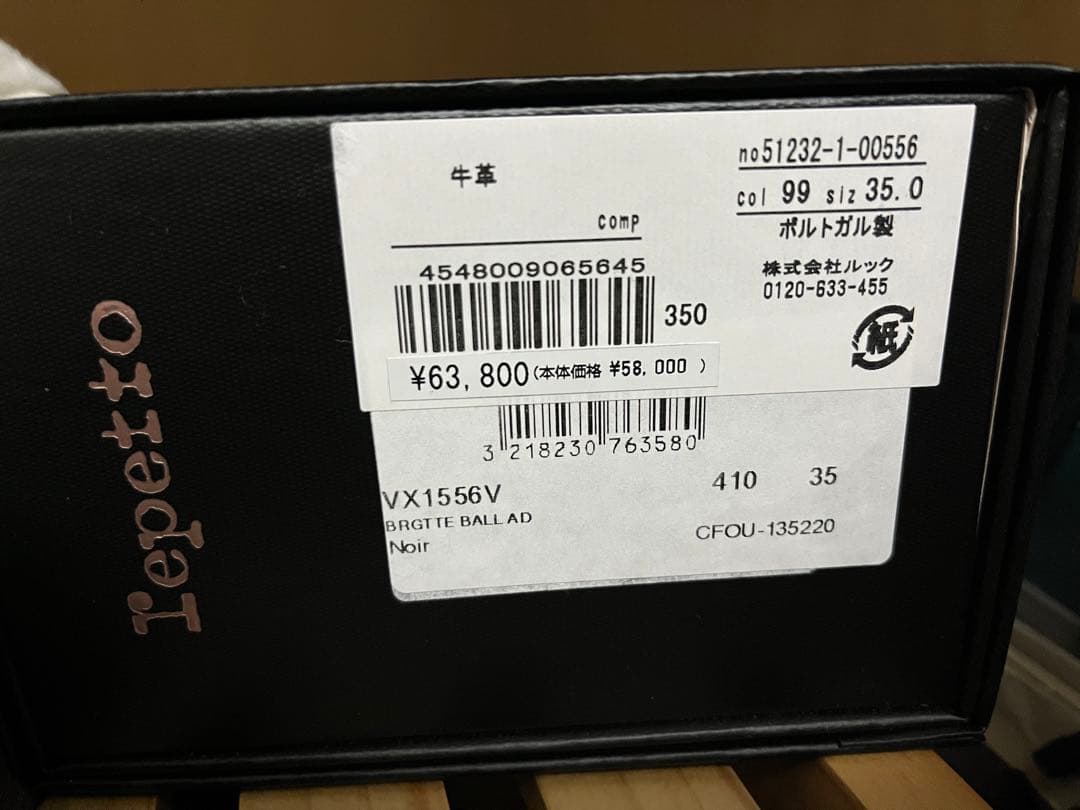 repetto
牛革
comp
4548009065645
350
¥63,800(本体価格 ¥58,000 )
no51232-1-00556
col 99 siz 35.0
ポルトガル製
株式会社ルック
0120-633-455
紙
3 218230 763580
VX1556V 410 35
BRGTTE BALLAD
Noir CFOU-135220